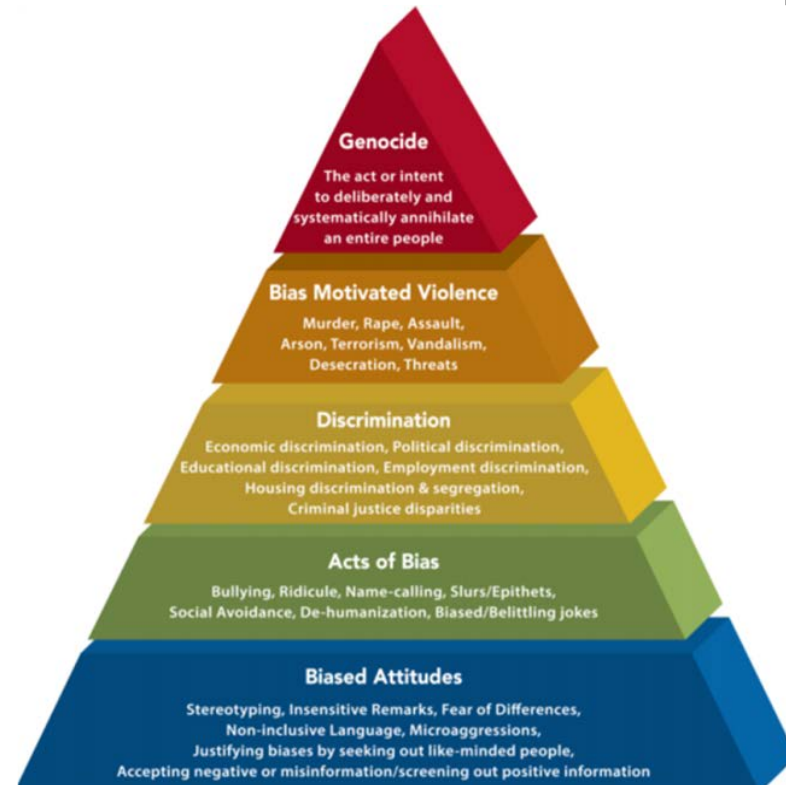 Genocide
The act or intent
to deliberately and
systematically annihilate
an entire people
Bias Motivated Violence
Murder, Rape, Assault,
Arson, Terrorism, Vandalism,
Desecration, Threats
Discrimination
Economic discrimination, Political discrimination,
Educational discrimination, Employment discrimination,
Housing discrimination & segregation,
Criminal justice disparities
Acts of Bias
Bullying, Ridicule, Name-calling, Slurs/Epithets,
Social Avoidance, De-humanization, Biased/Belittling jokes
Biased Attitudes
Stereotyping, Insensitive Remarks, Fear of Differences,
Non-inclusive Language, Microaggressions,
Justifying biases by seeking out like-minded people,
Accepting negative or misinformation/screening out positive information